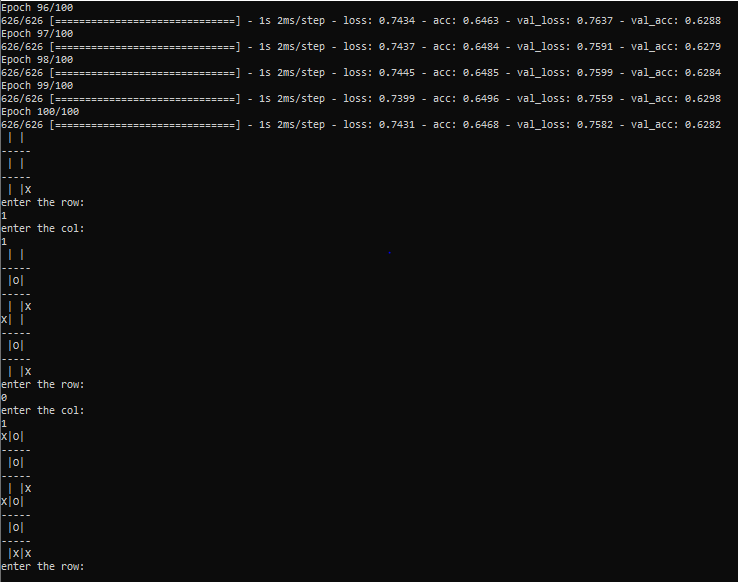 Epoch 96/100
626/626 [==============================] - 1s 2ms/step - loss: 0.7434 - acc: 0.6463 - val_loss: 0.7637 - val_acc: 0.6288
Epoch 97/100
626/626 [==============================] - 1s 2ms/step - loss: 0.7437 - acc: 0.6484 - val_loss: 0.7591 - val_acc: 0.6279
Epoch 98/100
626/626 [==============================] - 1s 2ms/step - loss: 0.7445 - acc: 0.6485 - val_loss: 0.7599 - val_acc: 0.6284
Epoch 99/100
626/626 [==============================] - 1s 2ms/step - loss: 0.7399 - acc: 0.6496 - val_loss: 0.7559 - val_acc: 0.6298
Epoch 100/100
626/626 [==============================] - 1s 2ms/step - loss: 0.7431 - acc: 0.6468 - val_loss: 0.7582 - val_acc: 0.6282
 | |
-----
 | |
-----
 | |x
enter the row:
1
enter the col:
1
 | |
-----
 |o|
-----
 | |x
x| |
-----
 |o|
-----
 | |x
enter the row:
0
enter the col:
1
x|o|
-----
 |o|
-----
 | |x
x|o|
-----
 |o|
-----
 |x|x
enter the row: